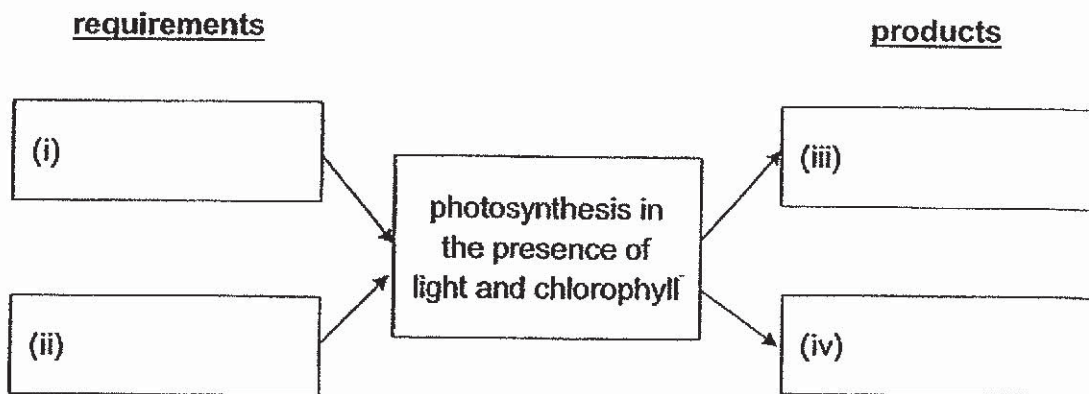 requirements
products
(i)
(iii)
photosynthesis in
the presence of
light and chlorophyll
(ii)
(iv)